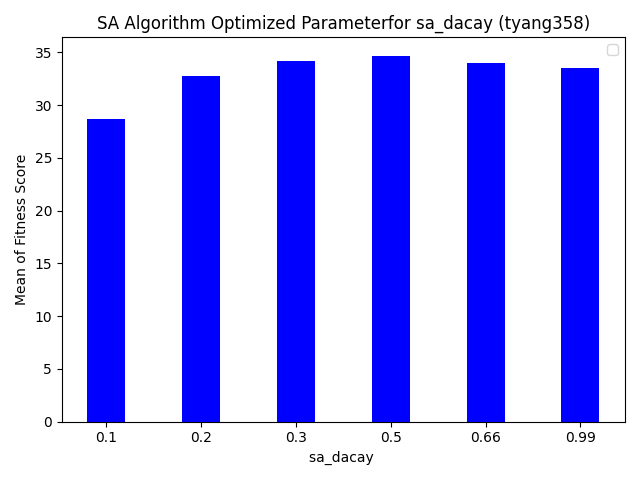 SA Algorithm Optimized Parameterfor sa_dacay (tyang358)
35
30
25
20
15
10
5
0
Mean of Fitness Score
0.1 0.2 0.3 0.5 0.66 0.99
sa_dacay